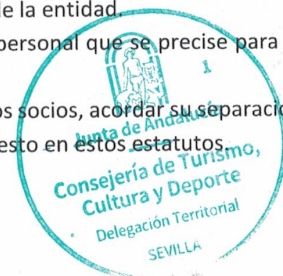 de la entidad.
personal que se precise para
os socios, acordar su separació
esto en estos estatutos.
Junta de Andalucía
Consejería de Turismo,
Cultura y Deporte
Delegación Territorial
SEVILLA